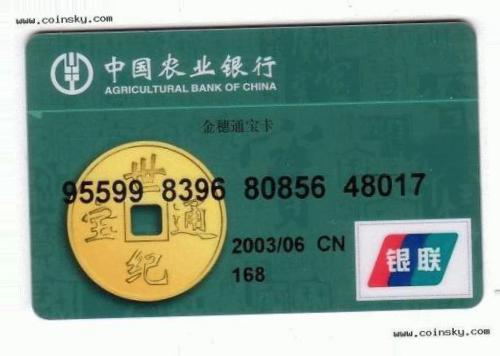 www.coinsky.com
中国农业银行
AGRICULTURAL BANK OF CHINA
金穗通宝卡
95599 8396 80856 48017
世
宝 通
纪
2003/06 CN
168
银联
www.coinsky.com